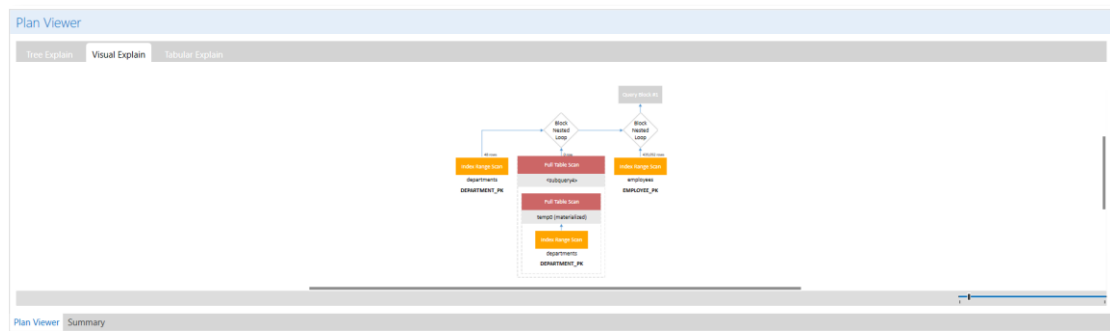 Plan Viewer
Tree Explain Visual Explain Tabular Explain
Query Block #1
Block Nested Loop
Block Nested Loop
Index Range Scan
departments
DEPARTMENT_PK
Full Table Scan
Full Table Scan
temp0 (materialized)
Index Range Scan
departments
DEPARTMENT_PK
Index Range Scan
employees
EMPLOYEE_PK
Plan Viewer Summary